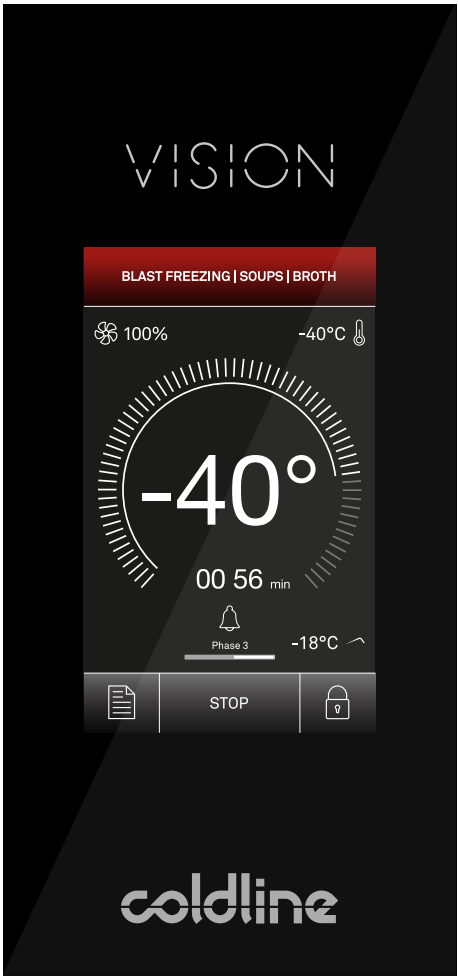 VISION
BLAST FREEZING | SOUPS | BROTH
100% -40°C
-40°
00 56 min
Phase 3
-18°C
STOP
coldline